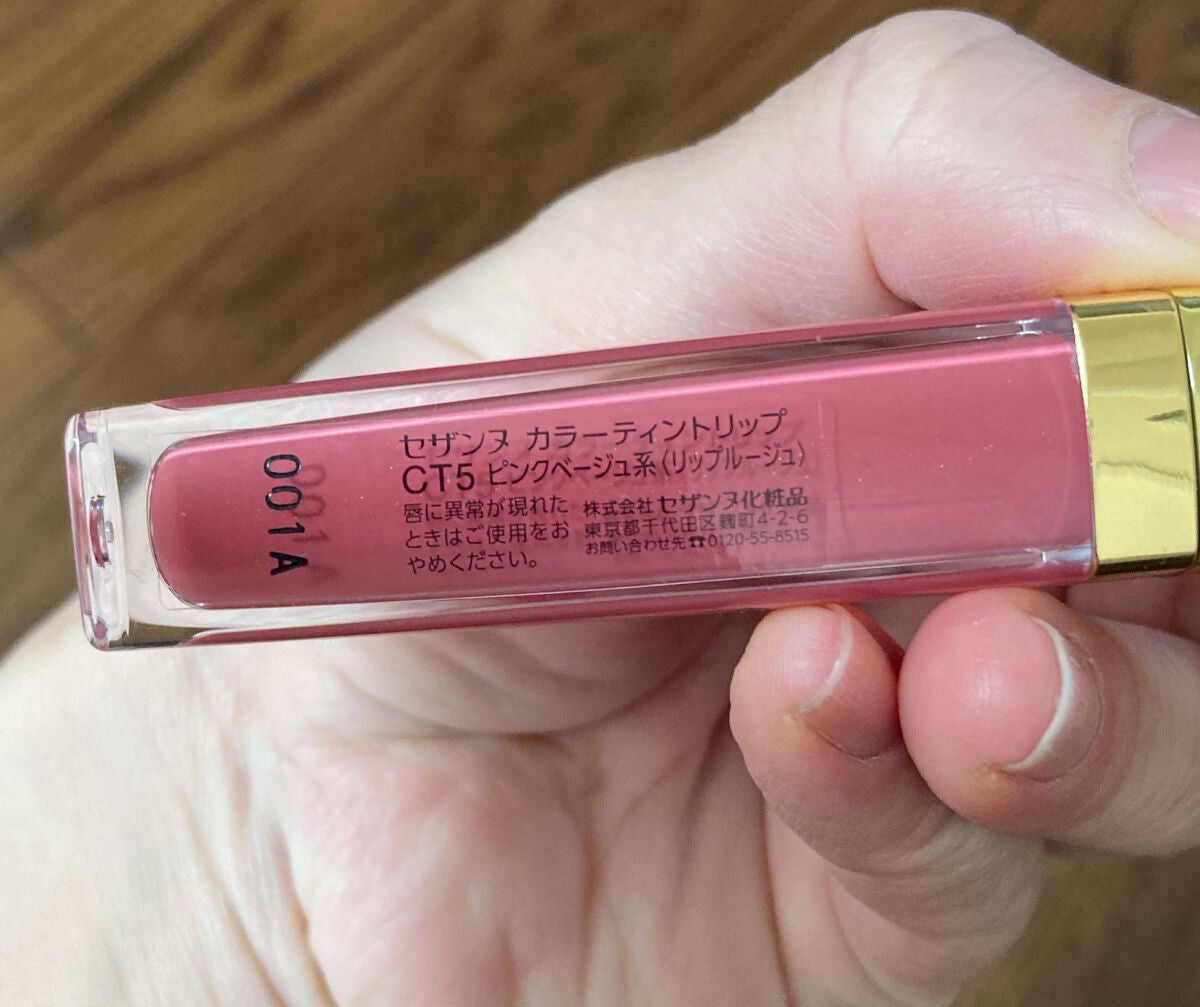 セザンヌ カラーティントリップ
CT5 ピンクベージュ系(リップルージュ)
唇に異常が現れた
ときはご使用をお
やめください。
株式会社 セザンヌ化粧品
東京都千代田区麹町4-2-6
お問い合わせ先☎0120-55-8515
001A